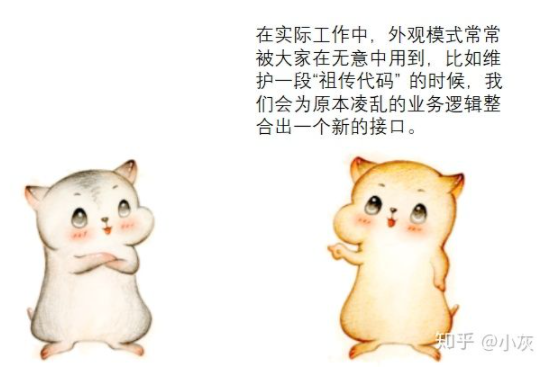 在实际工作中，外观模式常常
被大家在无意中用到，比如维
护一段“祖传代码” 的时候，我
们会为原本凌乱的业务逻辑整
合出一个新的接口。
知乎 @小灰